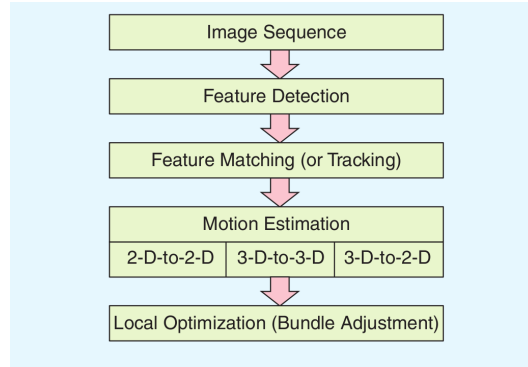 Image Sequence
Feature Detection
Feature Matching (or Tracking)
Motion Estimation
2-D-to-2-D 3-D-to-3-D 3-D-to-2-D
Local Optimization (Bundle Adjustment)